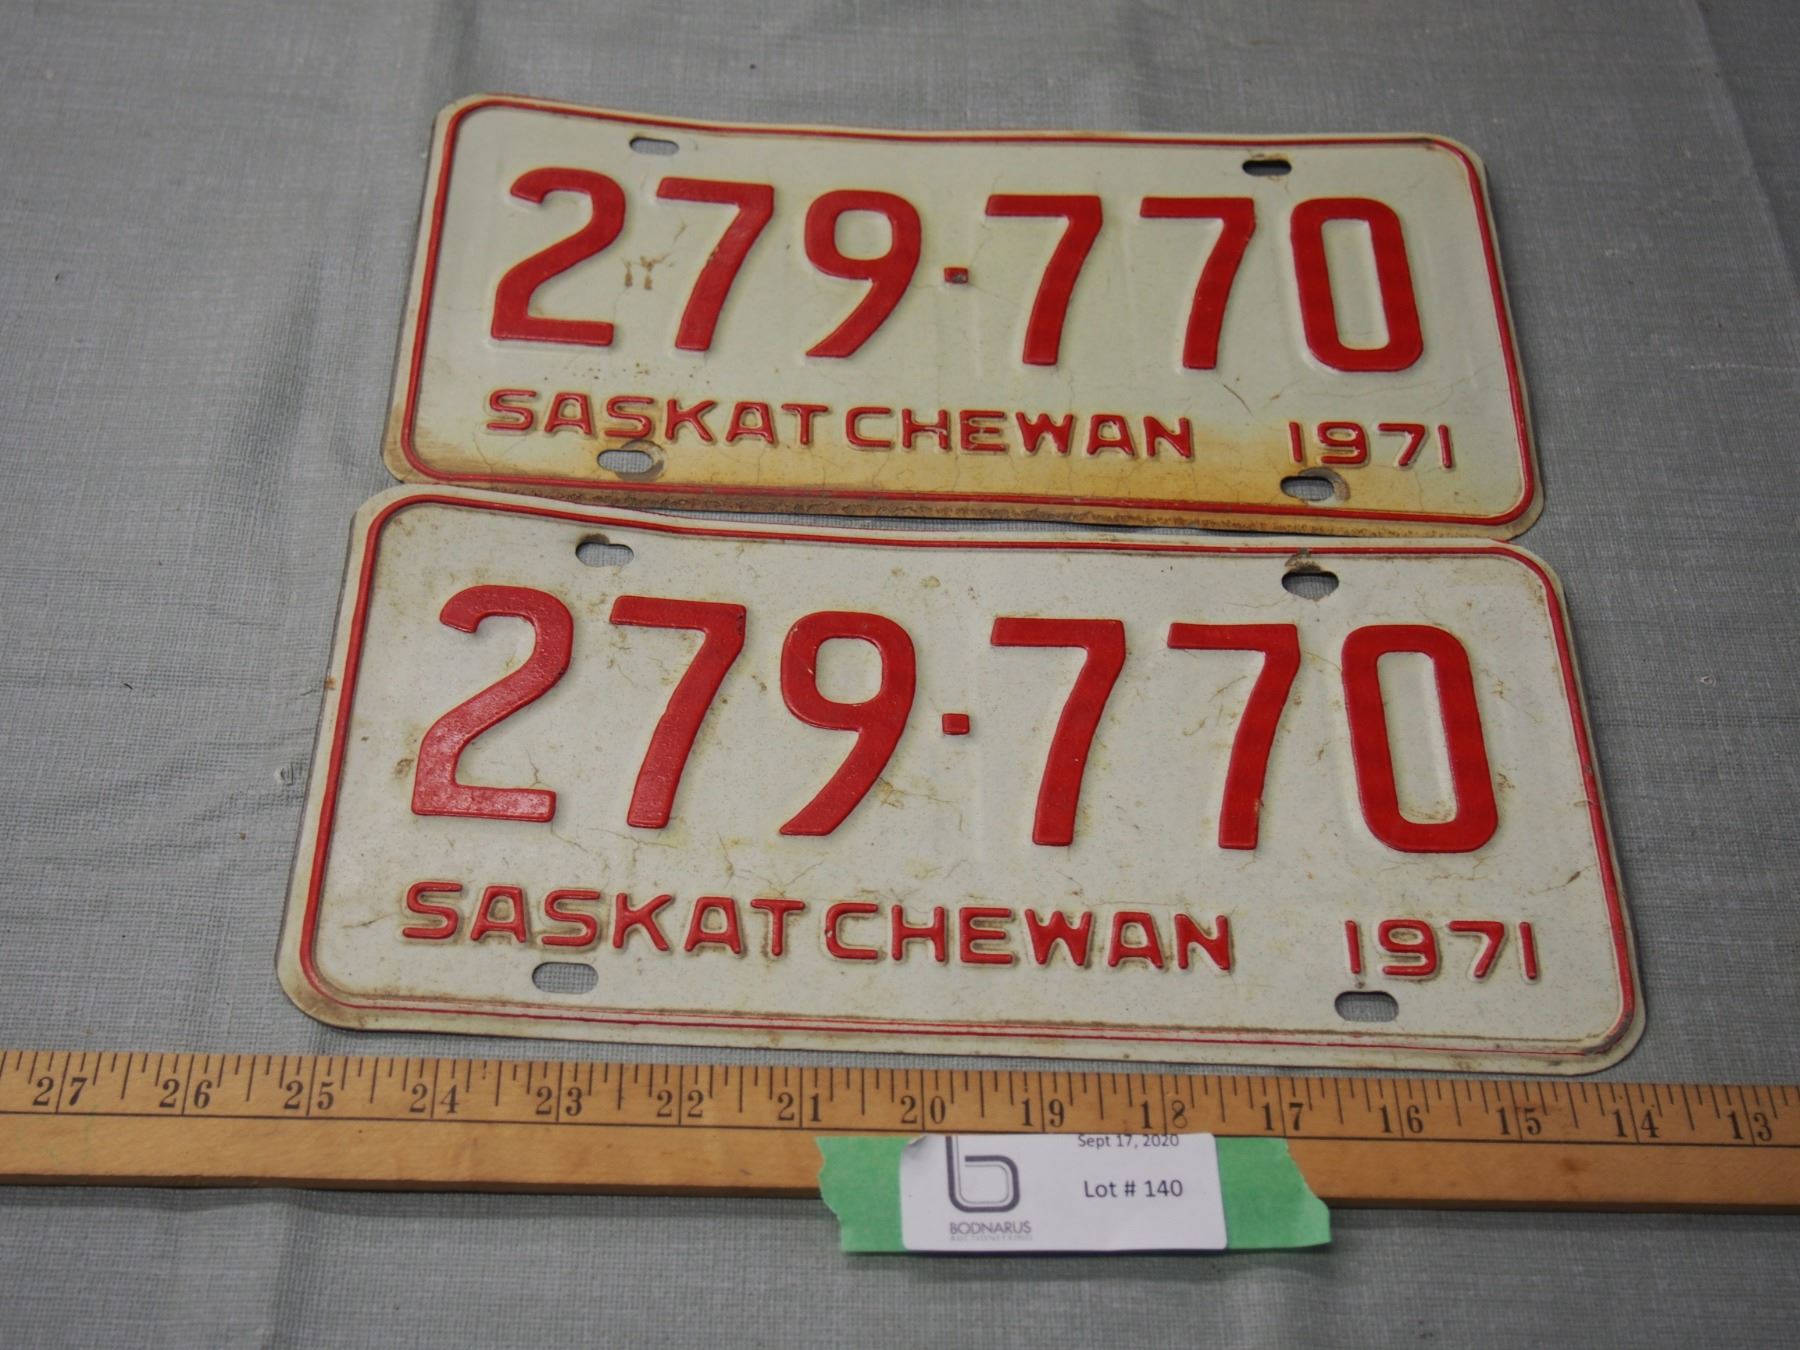 279·770
SASKATCHEWAN 1971
279·770
SASKATCHEWAN 1971
27 26 25 24 23 22 21 20 19 18 17 16 15 14 13
Sept 17, 2020
Lot # 140
BODNARUS
AUCTIONEERING